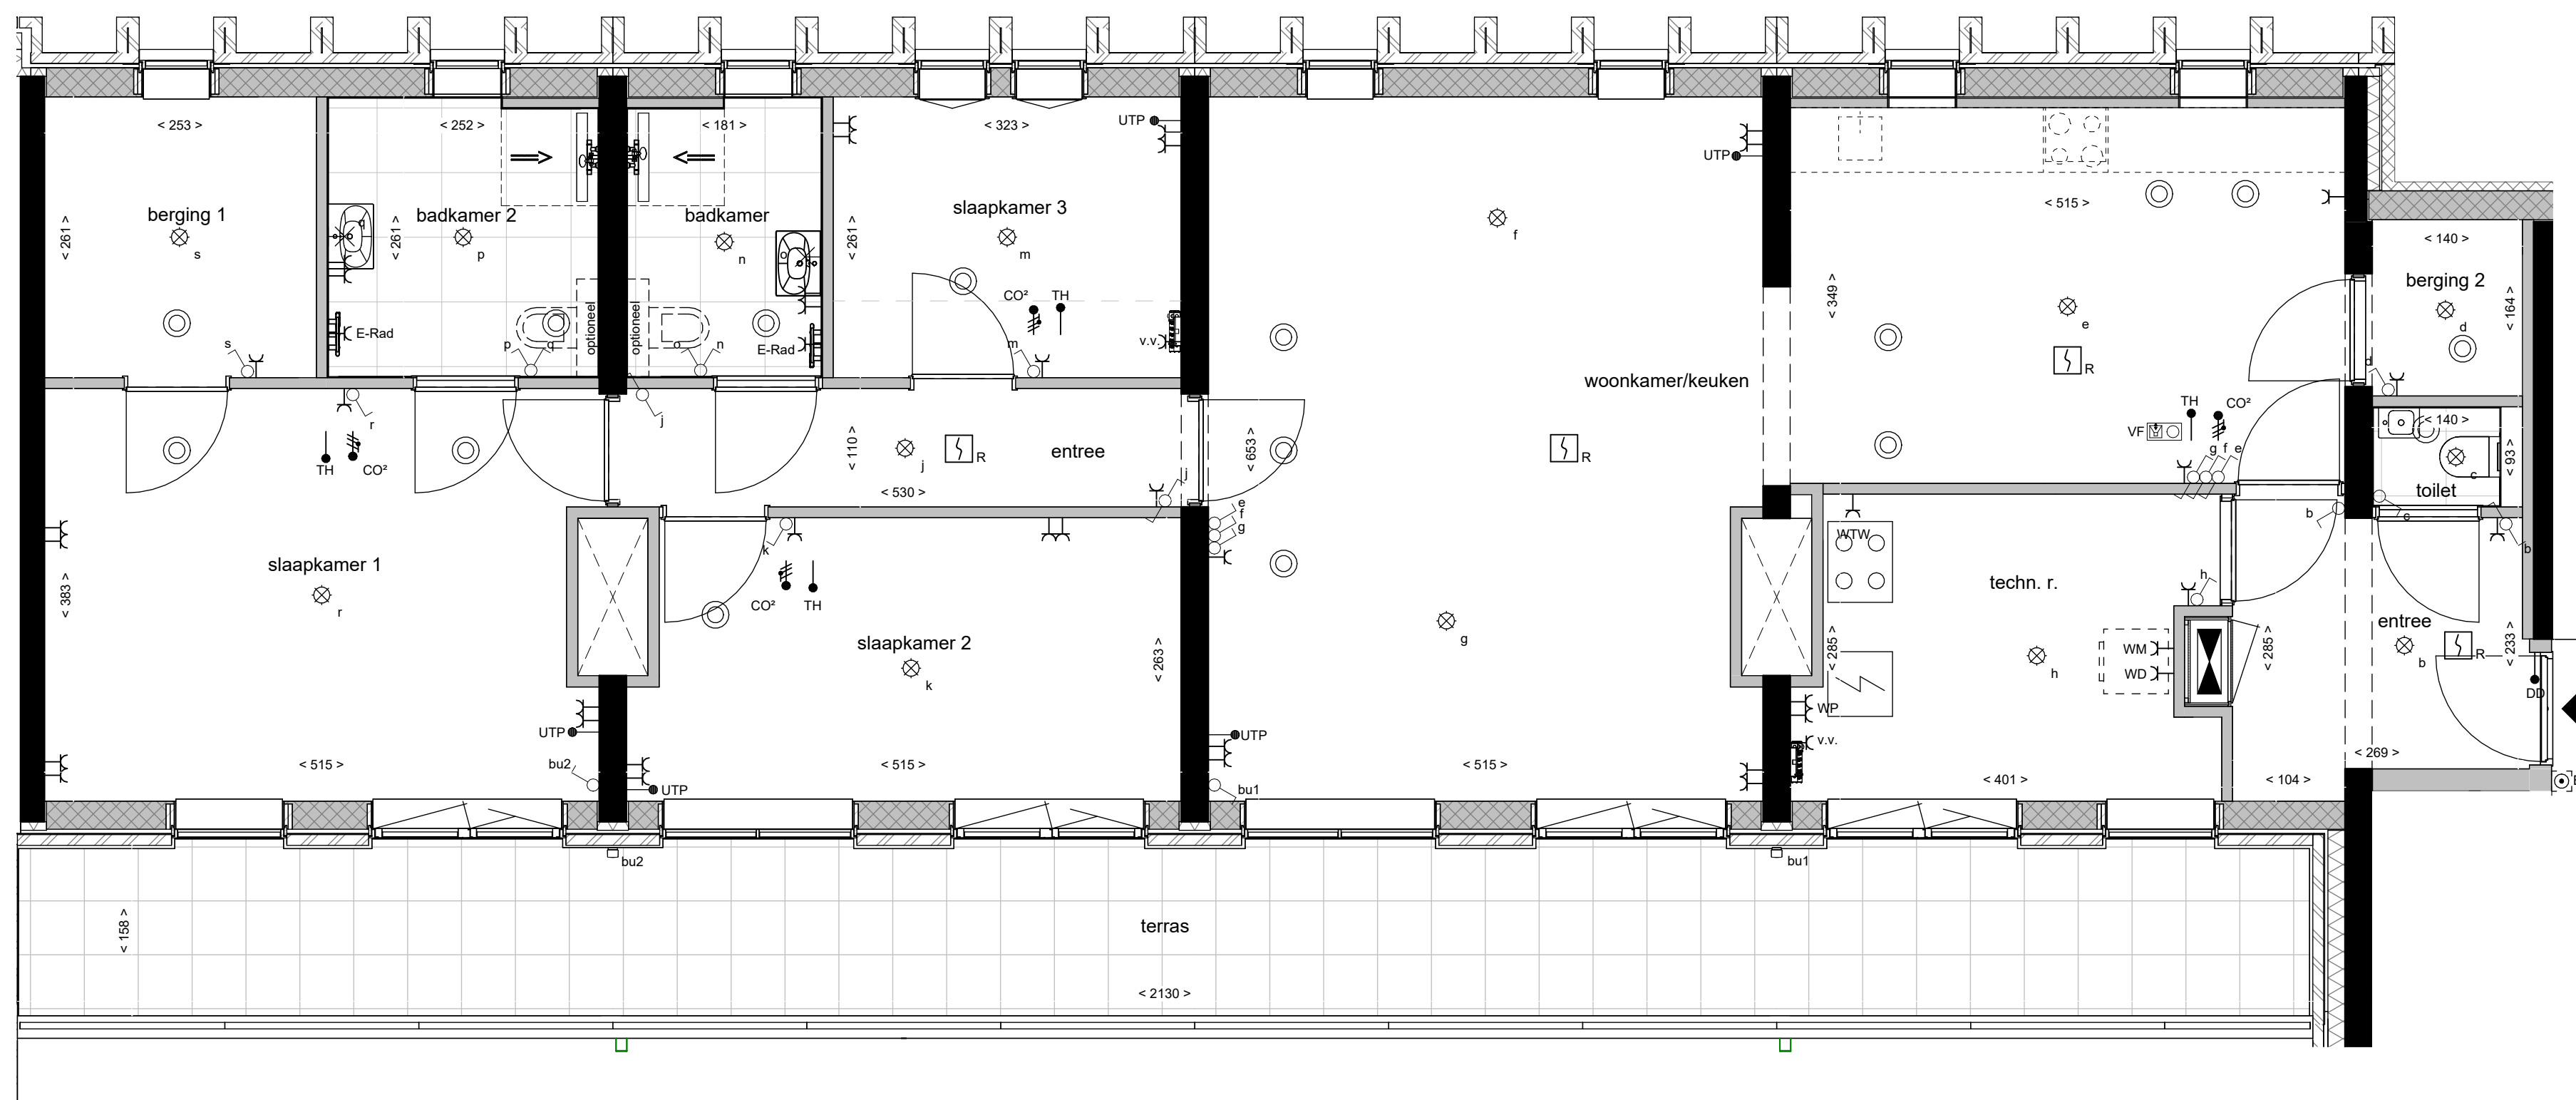 < 253 >
< 252 >
< 181 >
< 323 >
UTP
UTP
< 515 >
berging 1
s
< 261 >
badkamer 2
p
< 261 >
badkamer
n
slaapkamer 3
m
< 261 >
f
< 140 >
berging 2
d
< 164 >
E-Rad
optioneel
optioneel
E-Rad
CO²
TH
v.v.
< 349 >
e
R
s
p
q
o
n
m
d
woonkamer/keuken
r
TH
CO²
j
< 110 >
j
R
entree
< 530 >
j
< 653 >
R
VF
TH
CO²
g
f
e
< 140 >
< 93 >
c
toilet
c
b
b
e
f
g
k
CO²
TH
WTW
techn. r.
h
slaapkamer 1
r
< 383 >
slaapkamer 2
k
< 263 >
g
< 285 >
h
WM
WD
< 285 >
entree
b
R
< 233 >
DD
WP
v.v.
UTP
bu2
UTP
UTP
bu1
< 515 >
< 515 >
< 515 >
< 401 >
< 104 >
< 269 >
bu2
bu1
terras
< 158 >
< 2130 >